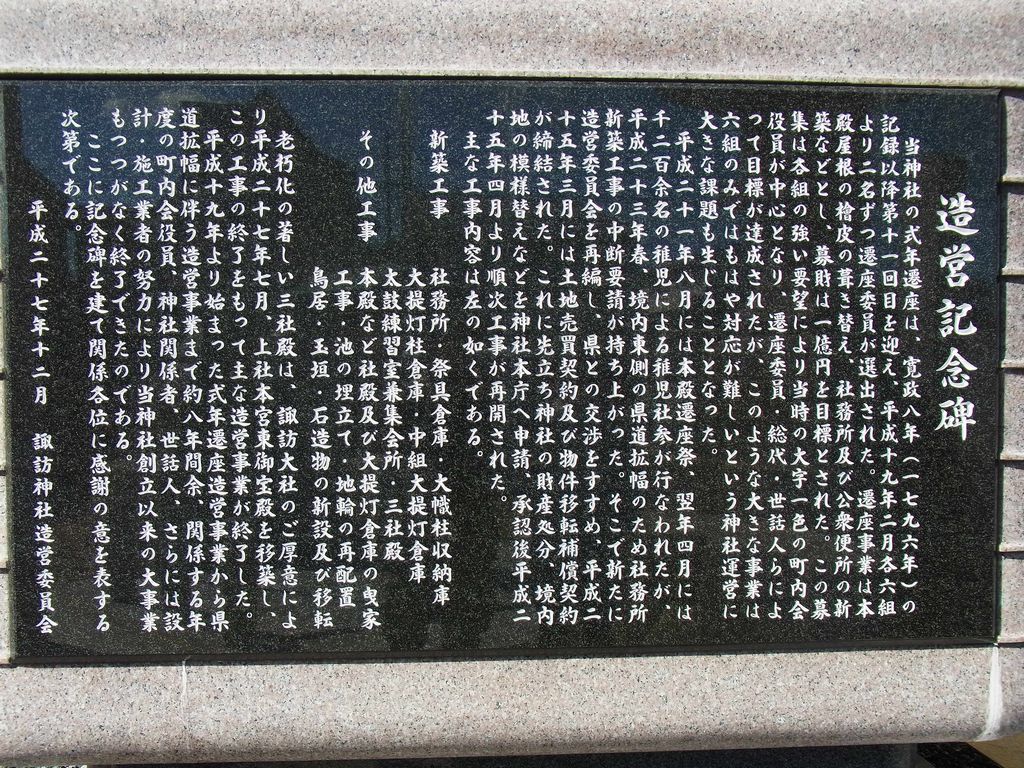 造営記念碑
当神社の式年遷座は、寛政八年（一七九六年）の
記録以降第十一回目を迎え、平成十九年二月各六組
より二名ずつ遷座委員が選出された。遷座事業は本
殿屋根の檜皮の葺き替え、社務所及び公衆便所の新
築などとし、募財は一億円を目標とされた。この募
集は各組の強い要望により当時の大字一色の町内会
役員が中心となり、遷座委員・総代・世話人らによ
って目標が達成されたが、このような大きな事業は
六組のみではもはや対応が難しいという神社運営に
大きな課題も生じることとなった。
平成二十一年八月には本殿遷座祭、翌年四月には
千二百余名の稚児による稚児社参が行なわれたが、
平成二十三年春、境内東側の県道拡幅のため社務所
新築工事の中断要請が持ち上がった。そこで新たに
造営委員会を再編し、県との交渉をすすめ、平成二
十五年三月には土地売買契約及び物件移転補償契約
が締結された。これに先立ち神社の財産処分、境内
地の模様替えなどを神社本庁へ申請、承認後平成二
十五年四月より順次工事が再開された。
主な工事内容は左の如くである。
新築工事
社務所・祭具倉庫・大幟柱収納庫
大提灯柱倉庫・中組大提灯倉庫
太鼓練習室兼集会所・三社殿
その他工事
本殿など社殿及び大提灯倉庫の曳家
工事・池の埋立て・地輪の再配置
鳥居・玉垣・石造物の新設及び移転
老朽化の著しい三社殿は、諏訪大社のご厚意によ
り平成二十七年七月、上社本宮東御宝殿を移築し、
この工事の終了をもって主な造営事業が終了した。
平成十九年より始まった式年遷座造営事業から県
道拡幅に伴う造営事業まで約八年間余、関係する年
度の町内会役員、神社関係者、世話人、さらには設
計・施工業者の努力により当神社創立以来の大事業
もつつがなく終了できたのである。
ここに記念碑を建て関係各位に感謝の意を表する
次第である。
平成二十七年十二月　諏訪神社造営委員会